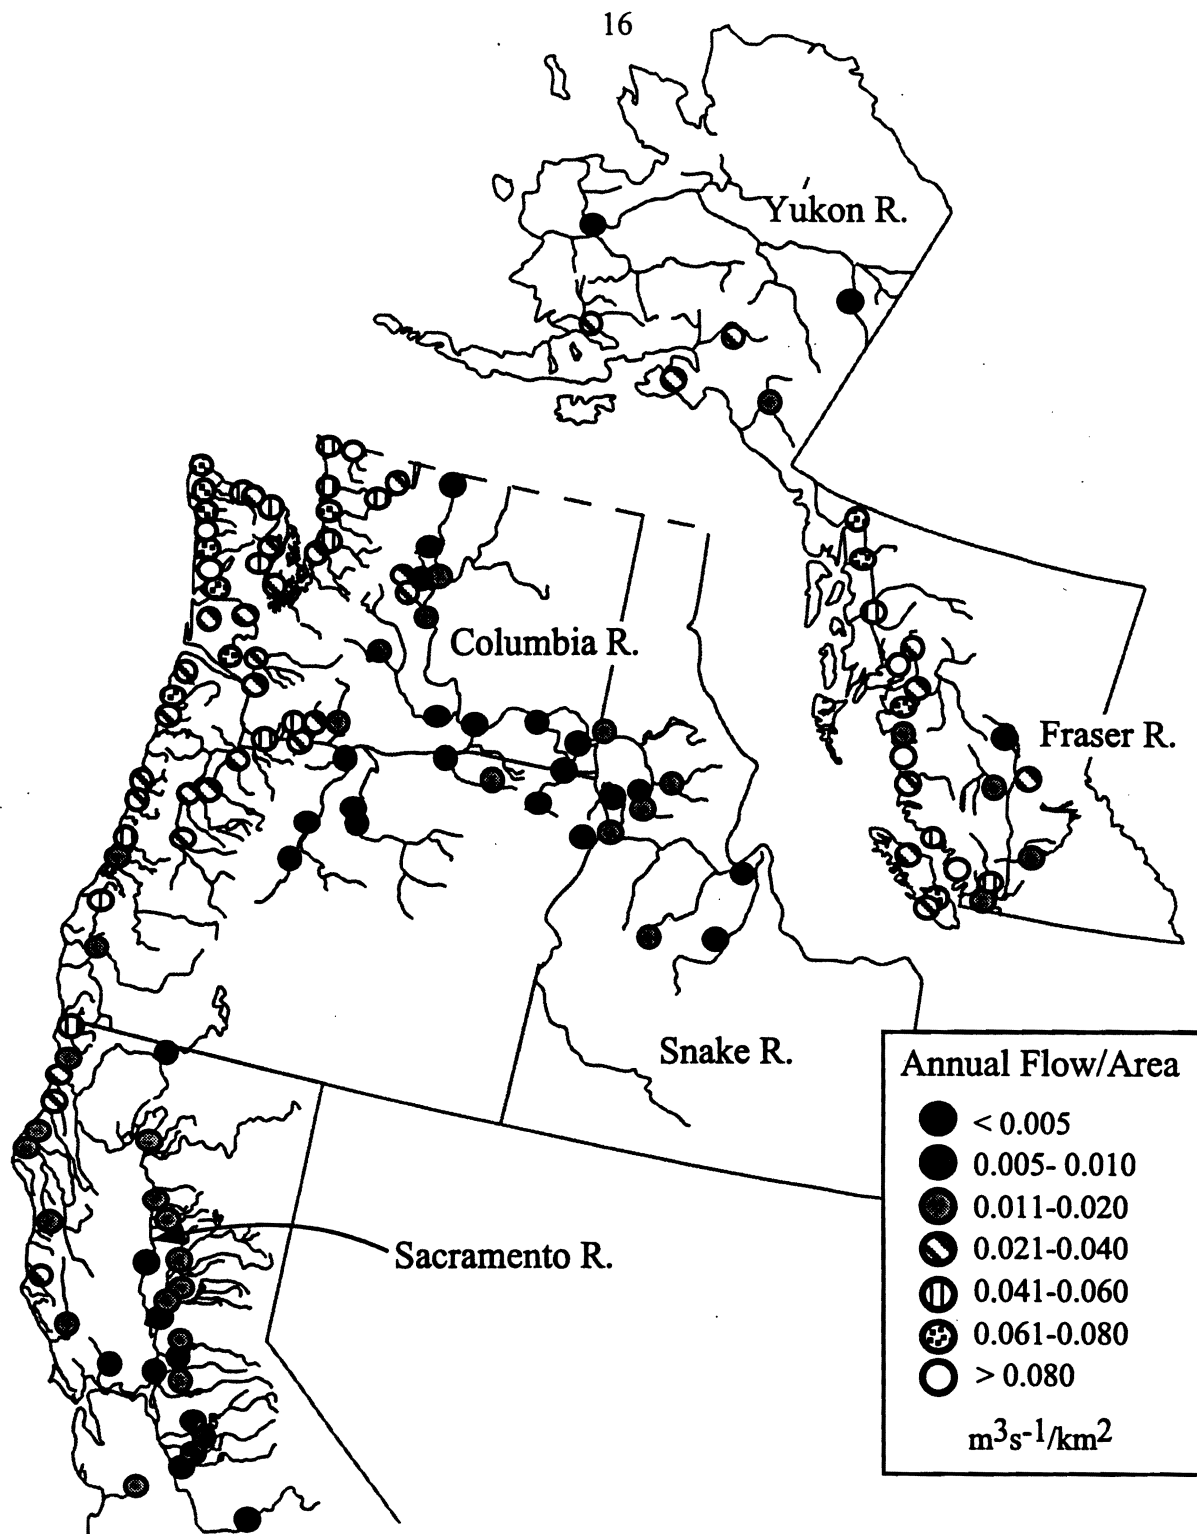 16
Yukon R.
Columbia R.
Fraser R.
Snake R.
Sacramento R.
Annual Flow/Area
< 0.005
0.005- 0.010
0.011-0.020
0.021-0.040
0.041-0.060
0.061-0.080
> 0.080
m³s⁻¹/km²